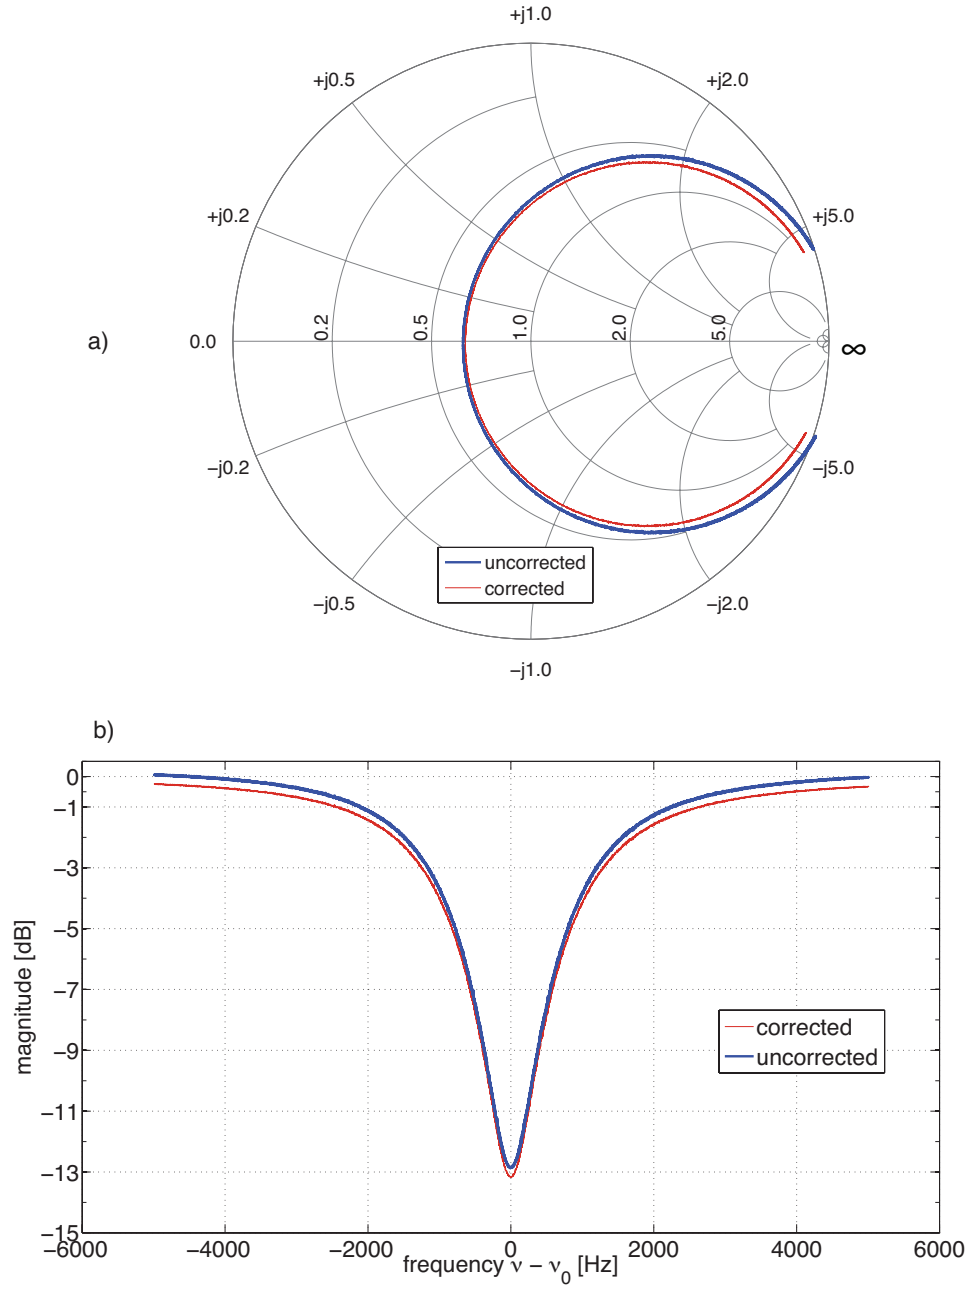 +j1.0
+j0.5
+j2.0
+j0.2
+j5.0
a)
0.0
0.2
0.5
1.0
2.0
5.0
∞
−j0.2
−j5.0
uncorrected
corrected
−j0.5
−j2.0
−j1.0
b)
0
−1
−3
−5
−7
−9
−11
−13
−15
magnitude [dB]
corrected
uncorrected
−6000
−4000
−2000
0
2000
4000
6000
frequency ν − ν0 [Hz]